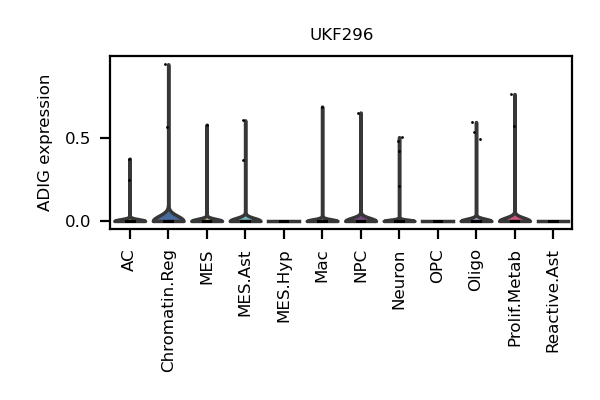 UKF296
ADIG expression
0.5
0.0
AC
Chromatin.Reg
MES
MES.Ast
MES.Hyp
Mac
NPC
Neuron
OPC
Oligo
Prolif.Metab
Reactive.Ast